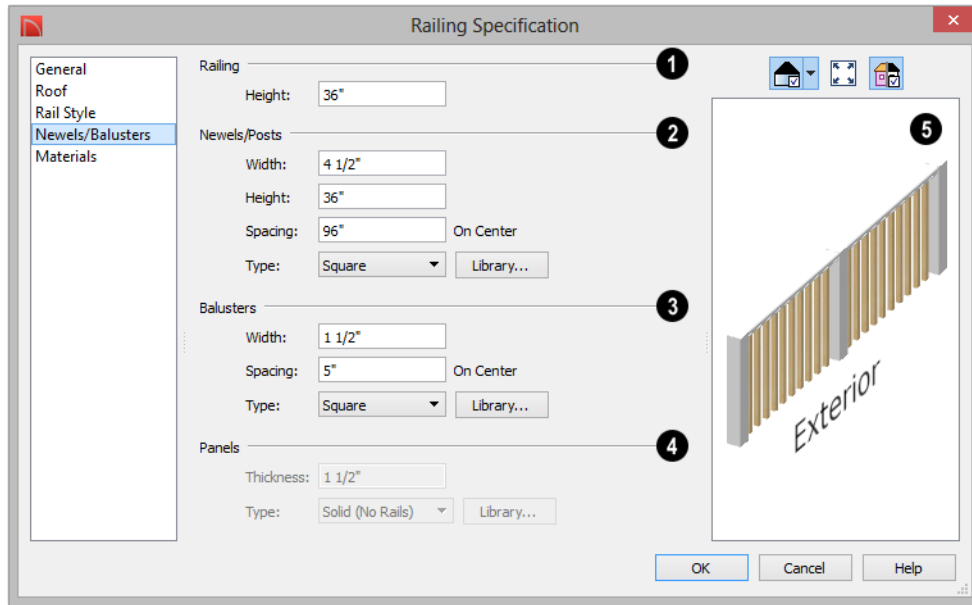 Railing Specification
General
Roof
Rail Style
Newels/Balusters
Materials
Railing 1
Height: 36"
Newels/Posts 2
Width: 4 1/2"
Height: 36"
Spacing: 96" On Center
Type: Square Library...
Balusters 3
Width: 1 1/2"
Spacing: 5" On Center
Type: Square Library...
Panels 4
Thickness: 1 1/2"
Type: Solid (No Rails) Library...
5
Exterior
OK Cancel Help